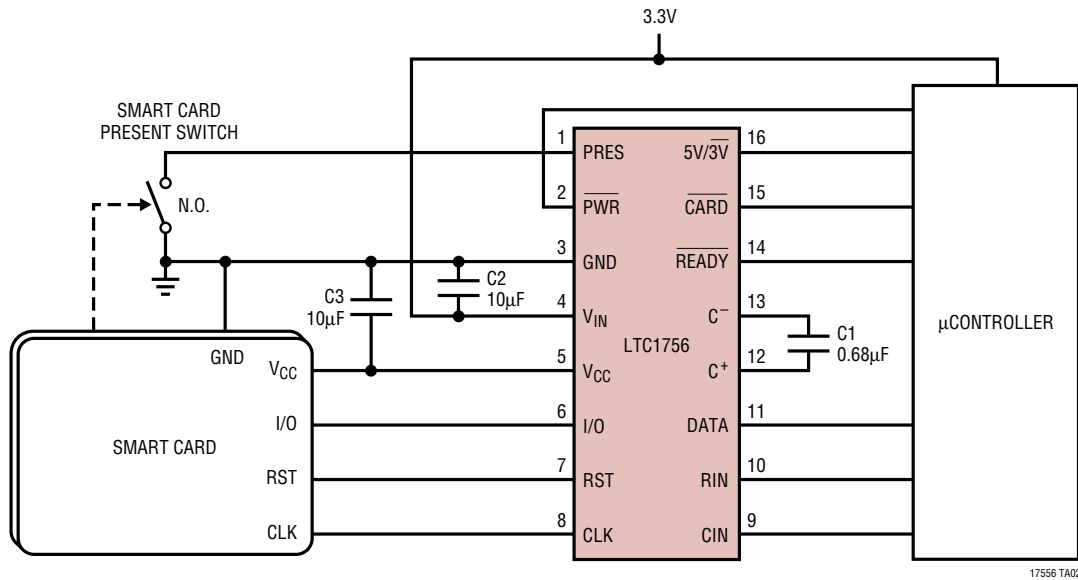 3.3V
SMART CARD
PRESENT SWITCH
N.O.
1
PRES
2
PWR
3
GND
4
VIN
5
VCC
6
I/O
7
RST
8
CLK
LTC1756
16
5V/3V
15
CARD
14
READY
13
C–
12
C+
11
DATA
10
RIN
9
CIN
C3
10µF
C2
10µF
C1
0.68µF
µCONTROLLER
GND
VCC
I/O
SMART CARD
RST
CLK
17556 TA02